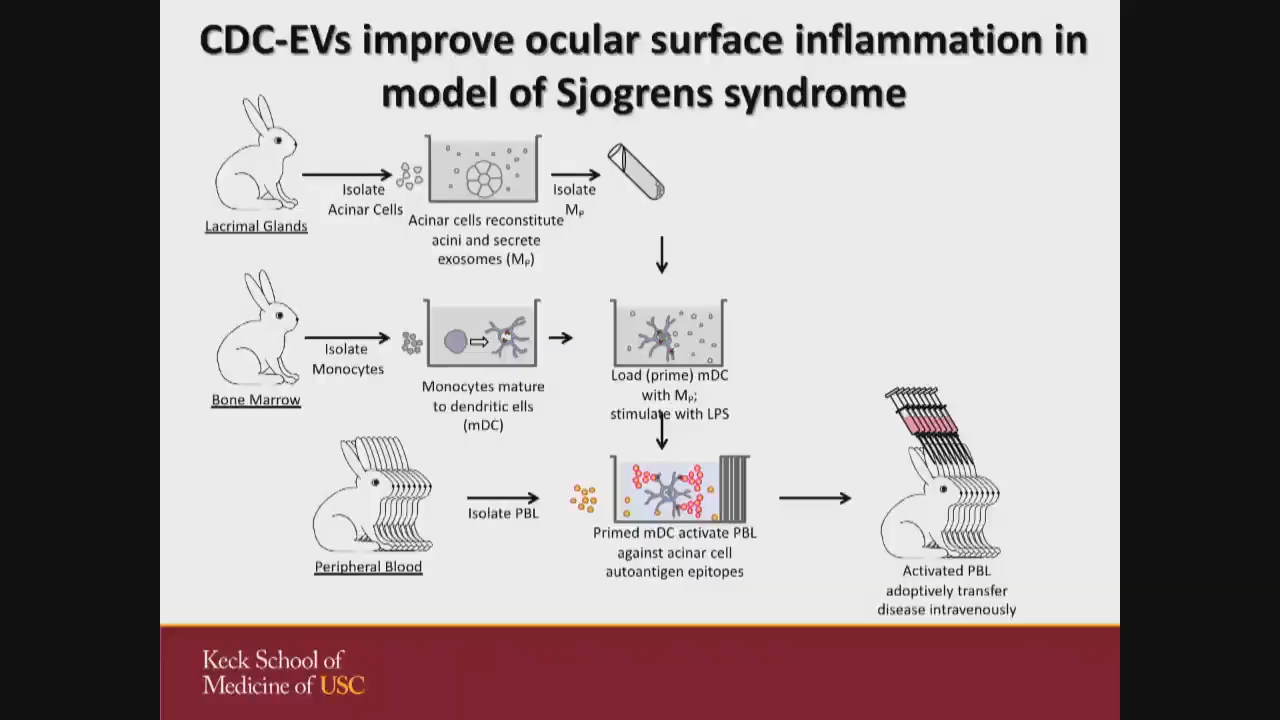 CDC-EVs improve ocular surface inflammation in
model of Sjogrens syndrome
Lacrimal Glands
Isolate
Acinar Cells
Acinar cells reconstitute
acini and secrete
exosomes (Mₚ)
Isolate
Mₚ
Bone Marrow
Isolate
Monocytes
Monocytes mature
to dendritic ells
(mDC)
Load (prime) mDC
with Mₚ;
stimulate with LPS
Peripheral Blood
Isolate PBL
Primed mDC activate PBL
against acinar cell
autoantigen epitopes
Activated PBL
adoptively transfer
disease intravenously
Keck School of
Medicine of USC